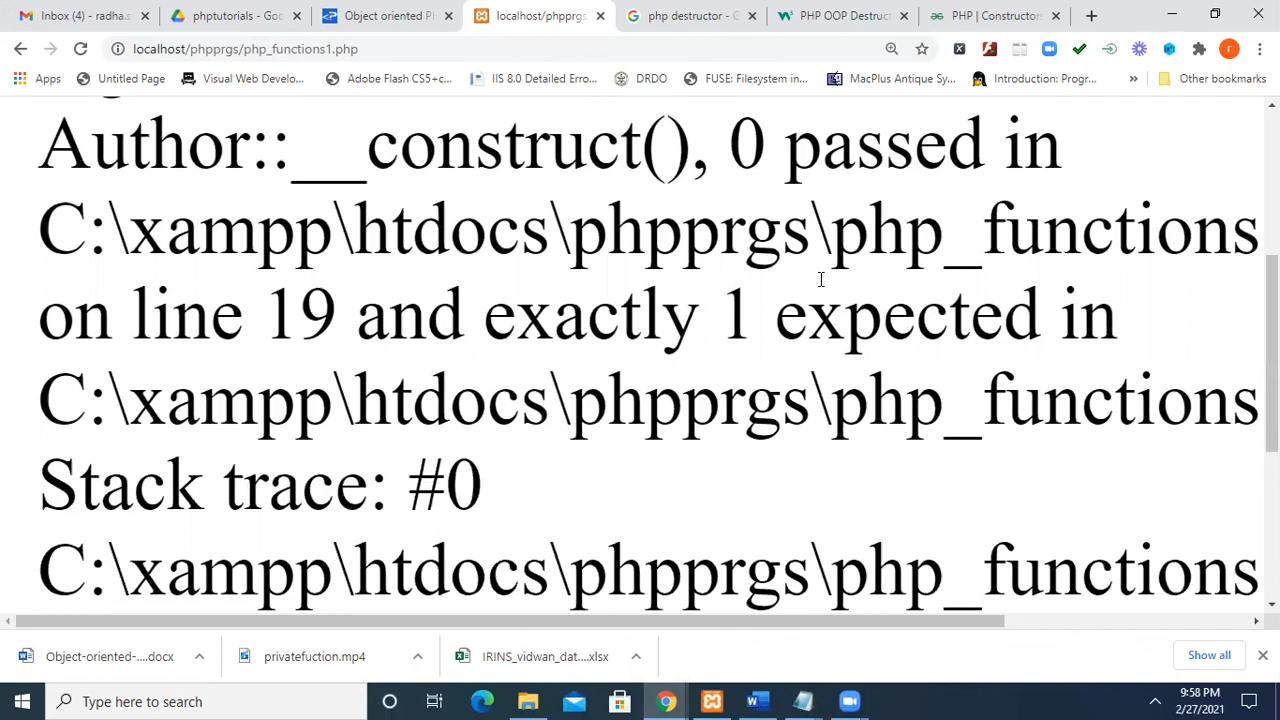 Inbox (4) - radha.s
phptutorials - Goo
Object oriented Ph
localhost/phpprgs
php destructor - G
PHP OOP Destruct
PHP | Constructors
localhost/phpprgs/php_functions1.php
Apps
Untitled Page
Visual Web Develo...
Adobe Flash CS5+c...
IIS 8.0 Detailed Erro...
DRDO
FUSE: Filesystem in...
MacPlus Antique Sy...
Introduction: Progr...
»
Other bookmarks
Author::__construct(), 0 passed in
C:\xampp\htdocs\phpprgs\php_functions
on line 19 and exactly 1 expected in
C:\xampp\htdocs\phpprgs\php_functions
Stack trace: #0
C:\xampp\htdocs\phpprgs\php_functions
Object-oriented-....docx
privatefuction.mp4
IRINS_vidwan_dat....xlsx
Show all
Type here to search
9:58 PM
2/27/2021